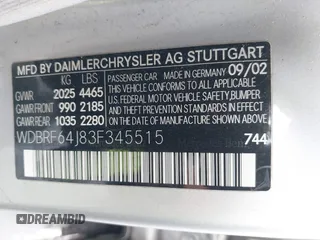 MFD BY DAIMLERCHRYSLER AG STUTTGART
KG LBS
GVWR 2025 4465
GAWR FRONT 990 2185
GAWR REAR 1035 2280
MADE IN GERMANY 09/02
PASSENGER CAR
THIS VEHICLE CONFORMS TO ALL APPLICABLE U.S. FEDERAL MOTOR VEHICLE SAFETY, BUMPER, AND THEFT PREVENTION STANDARDS IN EFFECT ON THE DATE OF MANUFACTURE SHOWN ABOVE
WDBRF64J83F345515
744
AUTOHELPERBOT.COM